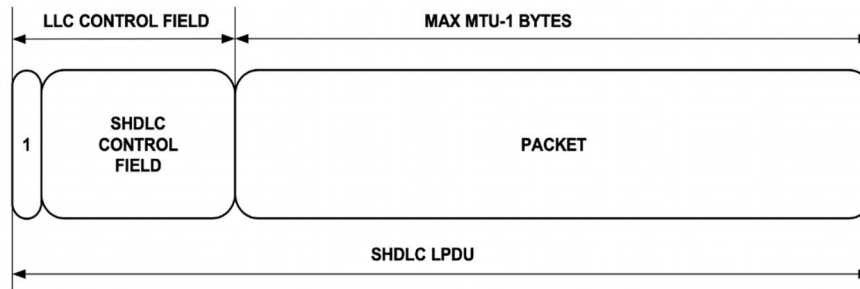 LLC CONTROL FIELD
MAX MTU-1 BYTES
1
SHDLC
CONTROL
FIELD
PACKET
SHDLC LPDU